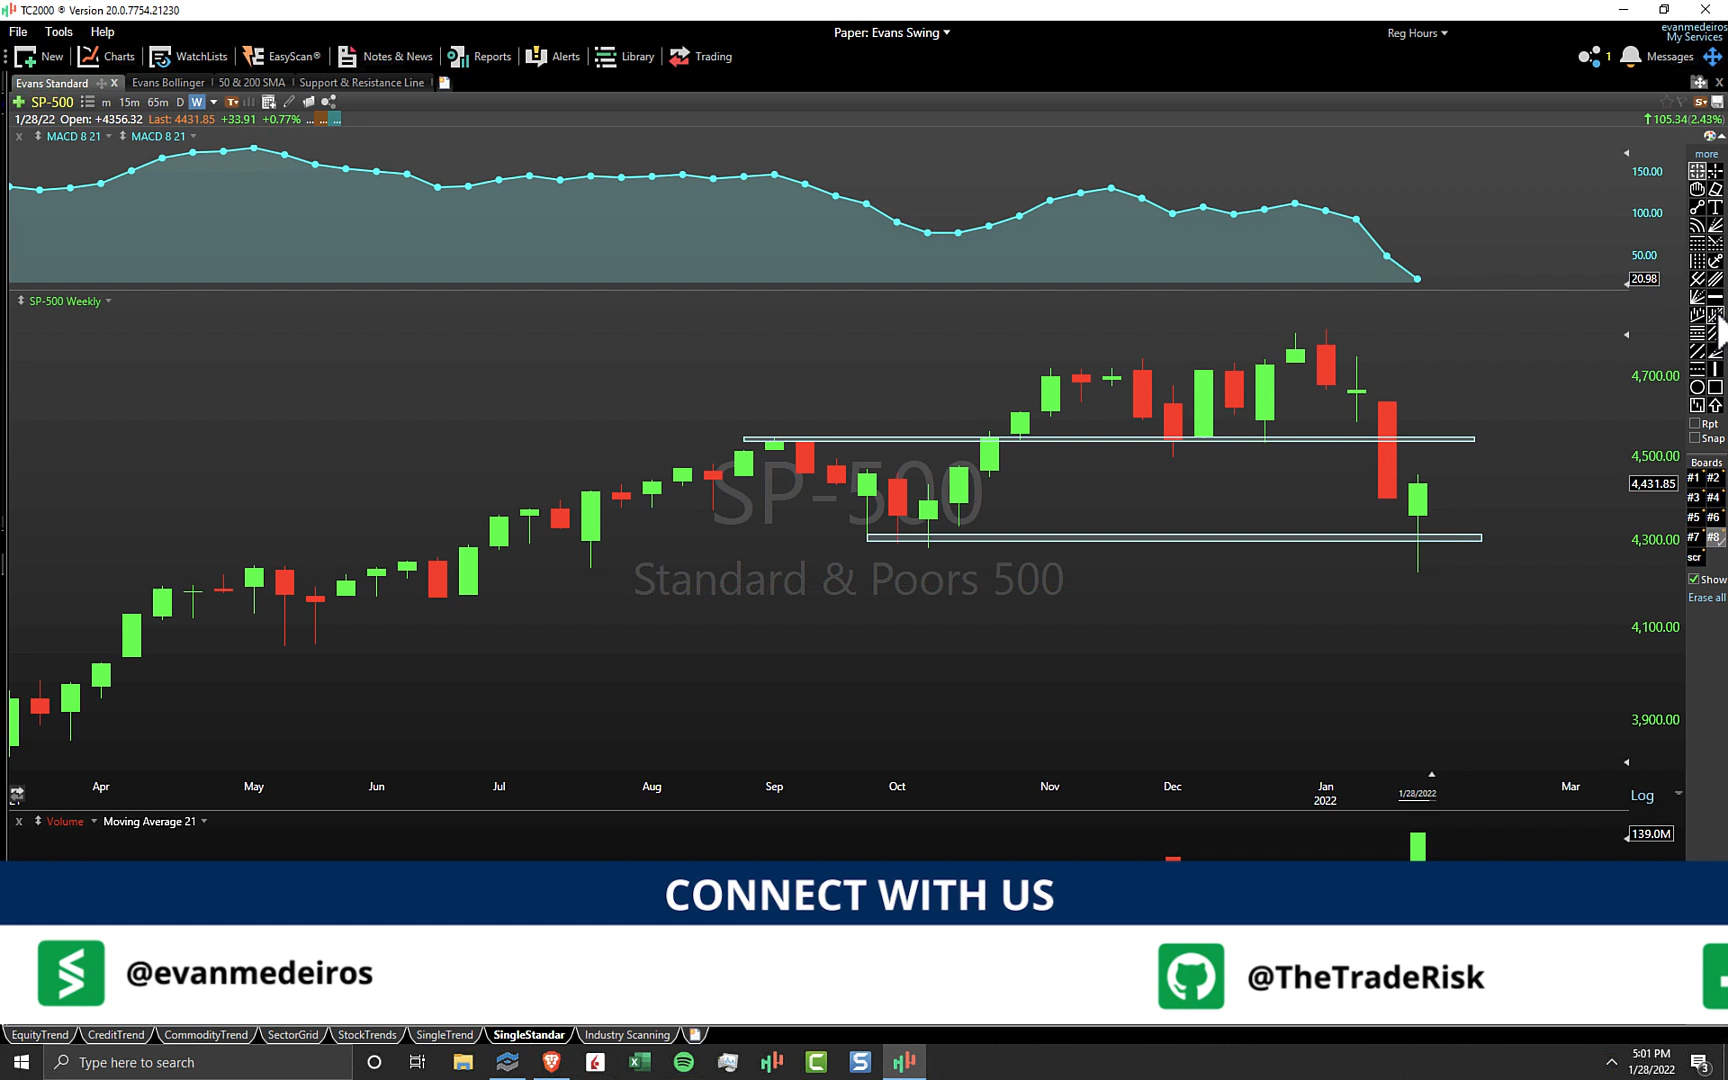 TC2000 ® Version 20.0.7754.21230
File Tools Help
Paper: Evans Swing
Reg Hours
evanmedeiros
My Services
New Charts WatchLists EasyScan® Notes & News Reports Alerts Library Trading
1 Messages
Evans Standard X Evans Bollinger 50 & 200 SMA Support & Resistance Line
SP-500 m 15m 65m D W
1/28/22 Open: +4356.32 Last: 4431.85 +33.91 +0.77% ... ... ...
105.34(2.43%)
x MACD 8 21 MACD 8 21
more
150.00
100.00
50.00
20.98
SP-500 Weekly
4,700.00
4,500.00
4,431.85
4,300.00
4,100.00
3,900.00
SP-500
Standard & Poors 500
Rpt
Snap
Boards
#1 #2
#3 #4
#5 #6
#7 #8
scr
Show
Erase all
Apr May Jun Jul Aug Sep Oct Nov Dec Jan Mar
2022
1/28/2022
Log
x Volume Moving Average 21
139.0M
CONNECT WITH US
@evanmedeiros
@TheTradeRisk
EquityTrend CreditTrend CommodityTrend SectorGrid StockTrends SingleTrend SingleStandar Industry Scanning
Type here to search
5:01 PM
1/28/2022
3